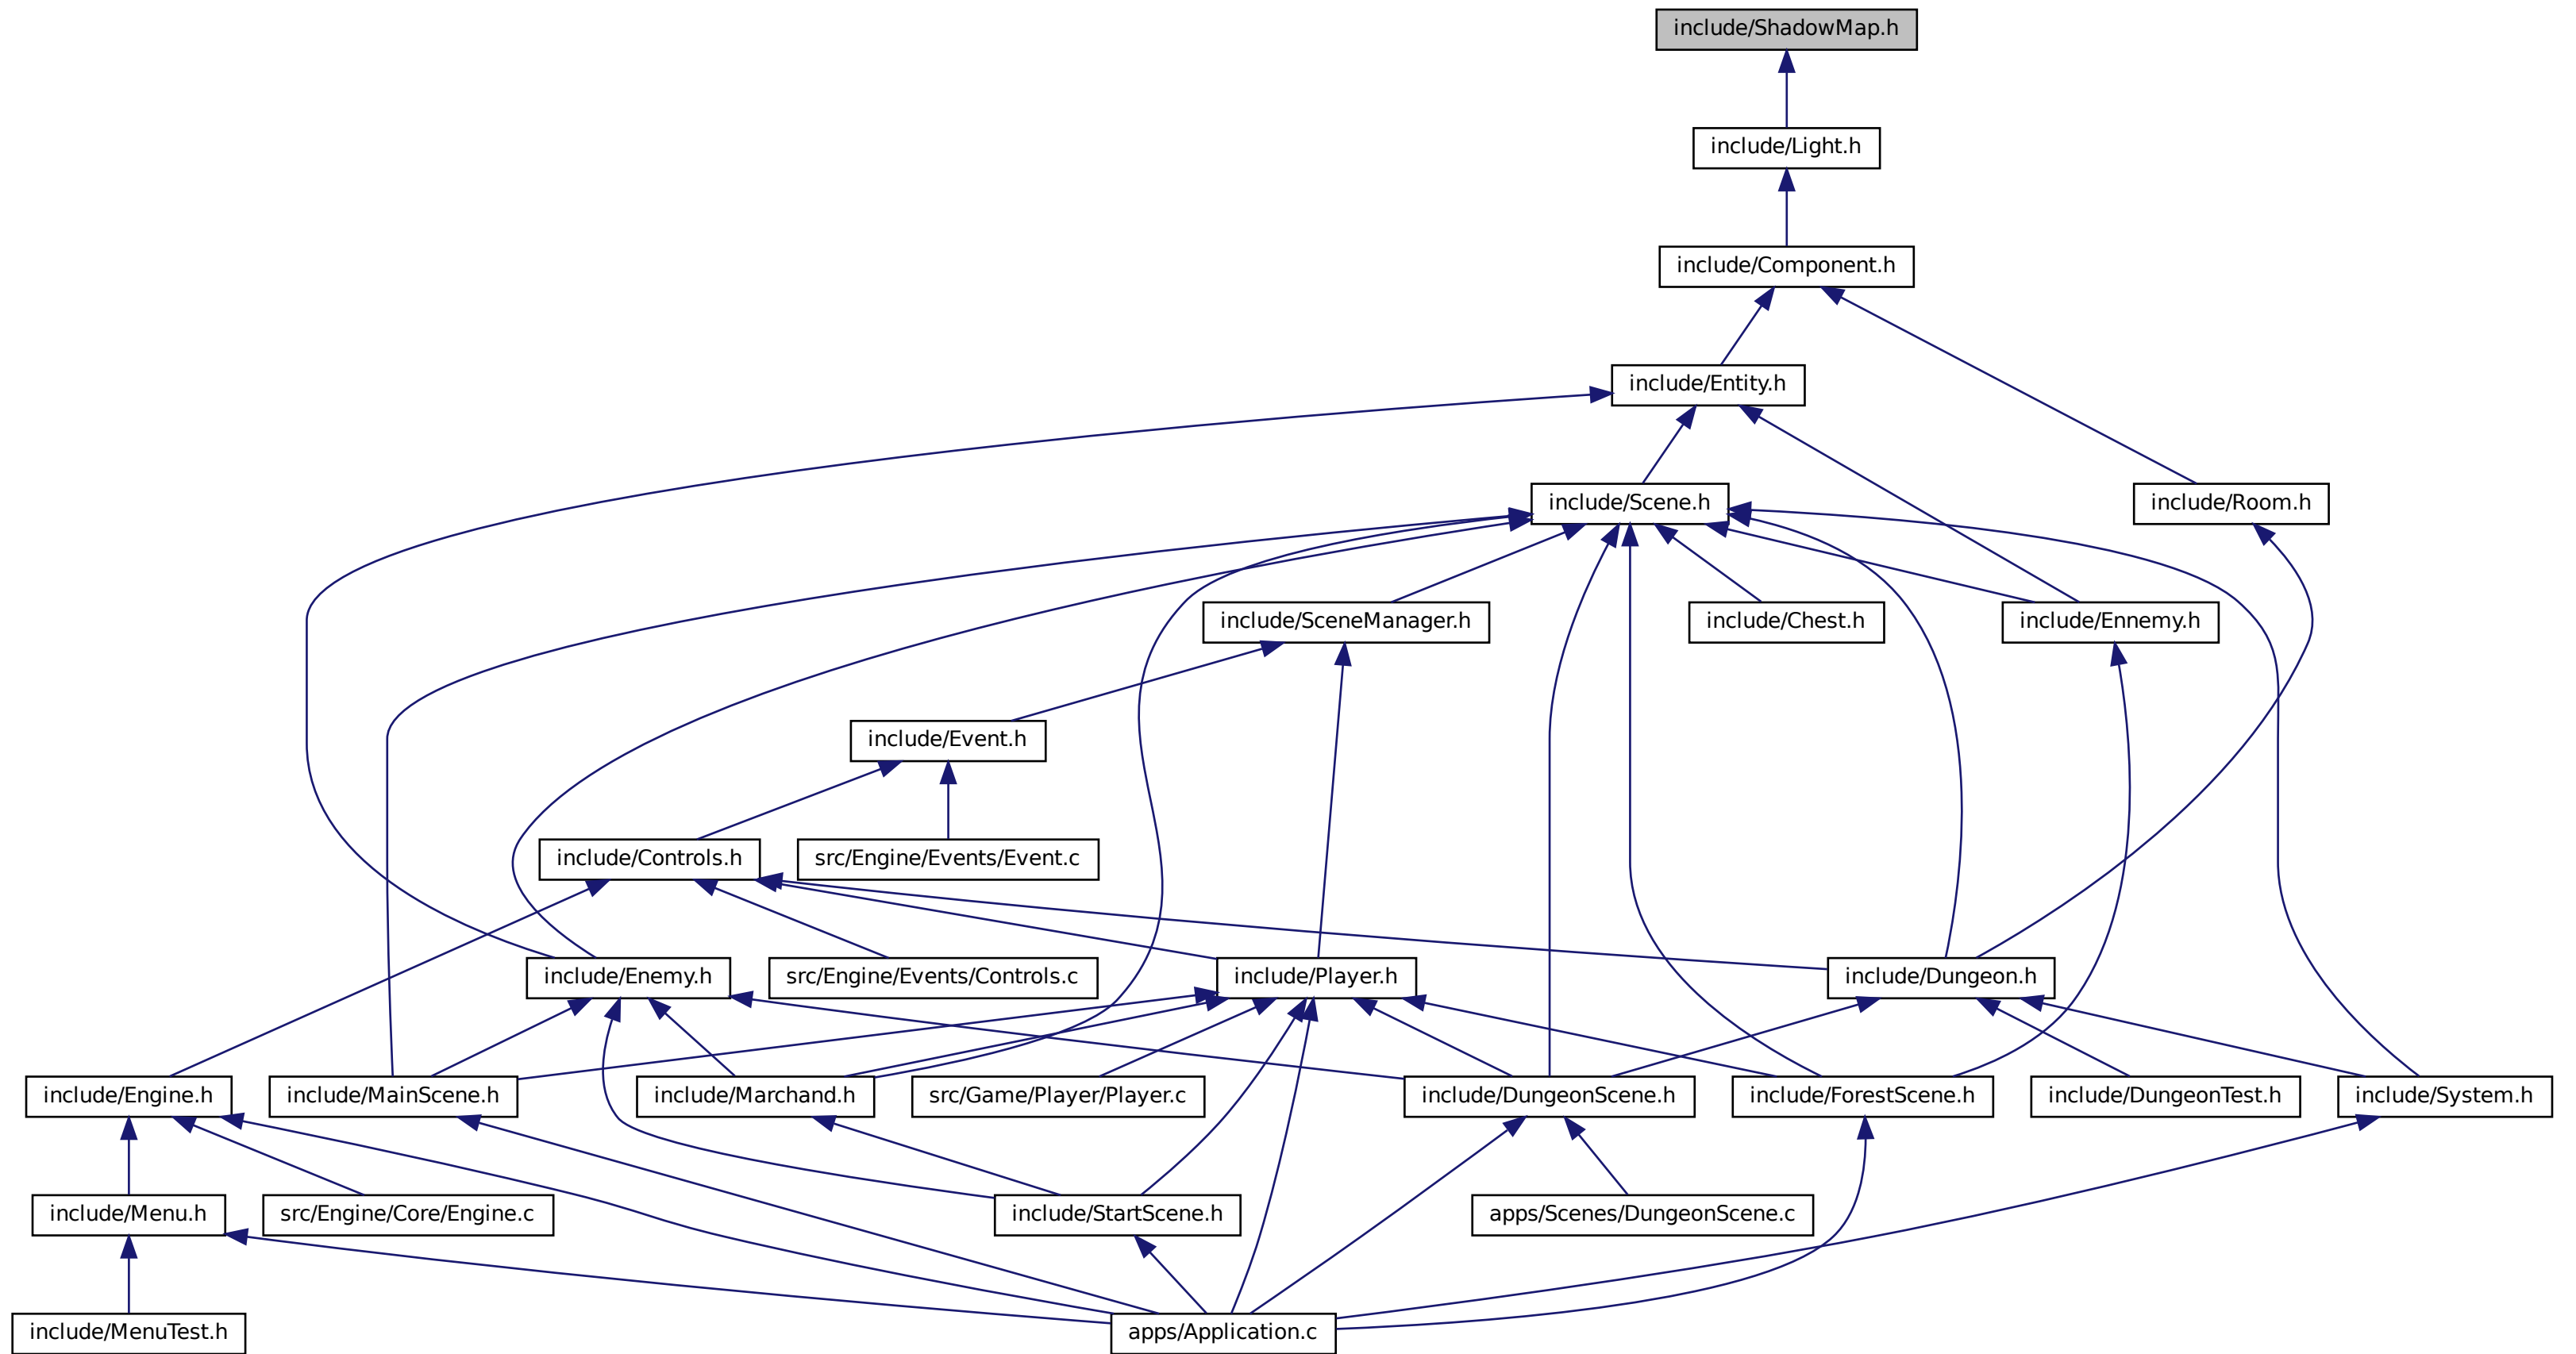 include/ShadowMap.h
include/Light.h
include/Component.h
include/Entity.h
include/Scene.h
include/Room.h
include/SceneManager.h
include/Chest.h
include/Ennemy.h
include/Event.h
include/Controls.h
src/Engine/Events/Event.c
include/Enemy.h
src/Engine/Events/Controls.c
include/Player.h
include/Dungeon.h
include/Engine.h
include/MainScene.h
include/Marchand.h
src/Game/Player/Player.c
include/DungeonScene.h
include/ForestScene.h
include/DungeonTest.h
include/System.h
include/Menu.h
src/Engine/Core/Engine.c
include/StartScene.h
apps/Scenes/DungeonScene.c
include/MenuTest.h
apps/Application.c